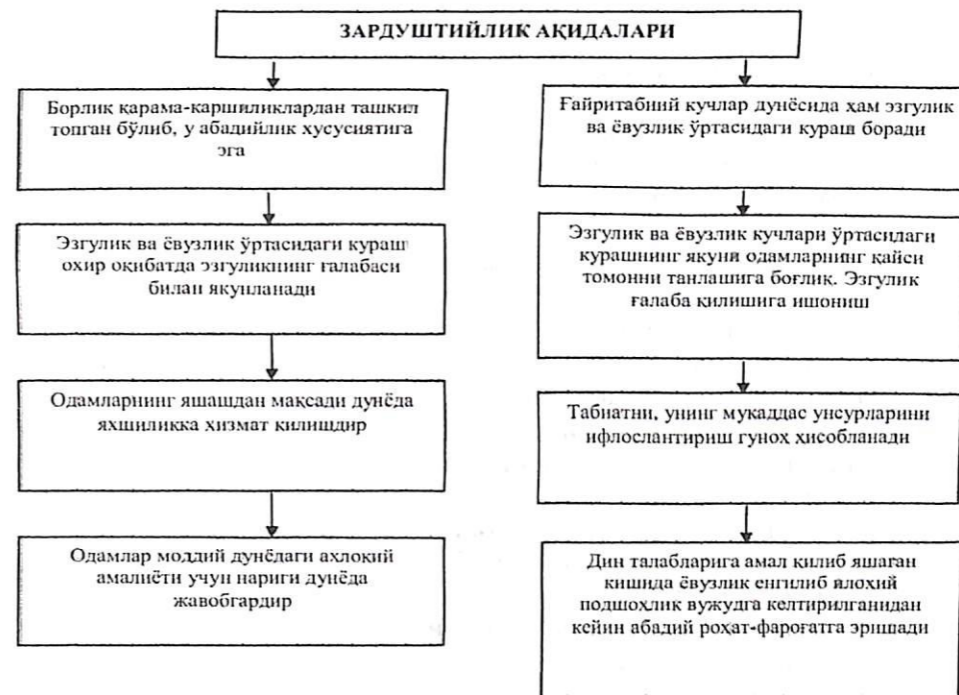 ЗАРДУШТИЙЛИК АҚИДАЛАРИ
Борлиқ қарама-қаршиликлардан ташкил
топган бўлиб, у абадийлик хусусиятига
эга
Эзгулик ва ёвузлик ўртасидаги кураш
охир оқибатда эзгуликнинг ғалабаси
билан якунланади
Одамларнинг яшашдан мақсади дунёда
яхшиликка хизмат қилишдир
Одамлар моддий дунёдаги ахлоқий
амалиёти учун нариги дунёда
жавобгардир
Ғайритабиий кучлар дунёсида ҳам эзгулик
ва ёвузлик ўртасидаги кураш боради
Эзгулик ва ёвузлик кучлари ўртасидаги
курашнинг якуни одамларнинг қайси
томонни танлашига боғлиқ. Эзгулик
ғалаба қилишига ишониш
Табиатни, унинг муқаддас унсурларини
ифлослантириш гуноҳ ҳисобланади
Дин талабларига амал қилиб яшаган
кишида ёвузлик енгилиб илоҳий
подшоҳлик вужудга келтирилганидан
кейин абадий роҳат-фароғатга эришади